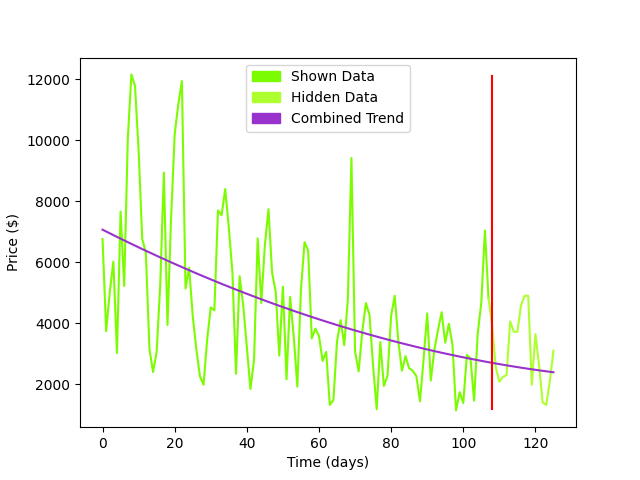 Shown Data
Hidden Data
Combined Trend
Price ($)
12000
10000
8000
6000
4000
2000
0 20 40 60 80 100 120
Time (days)